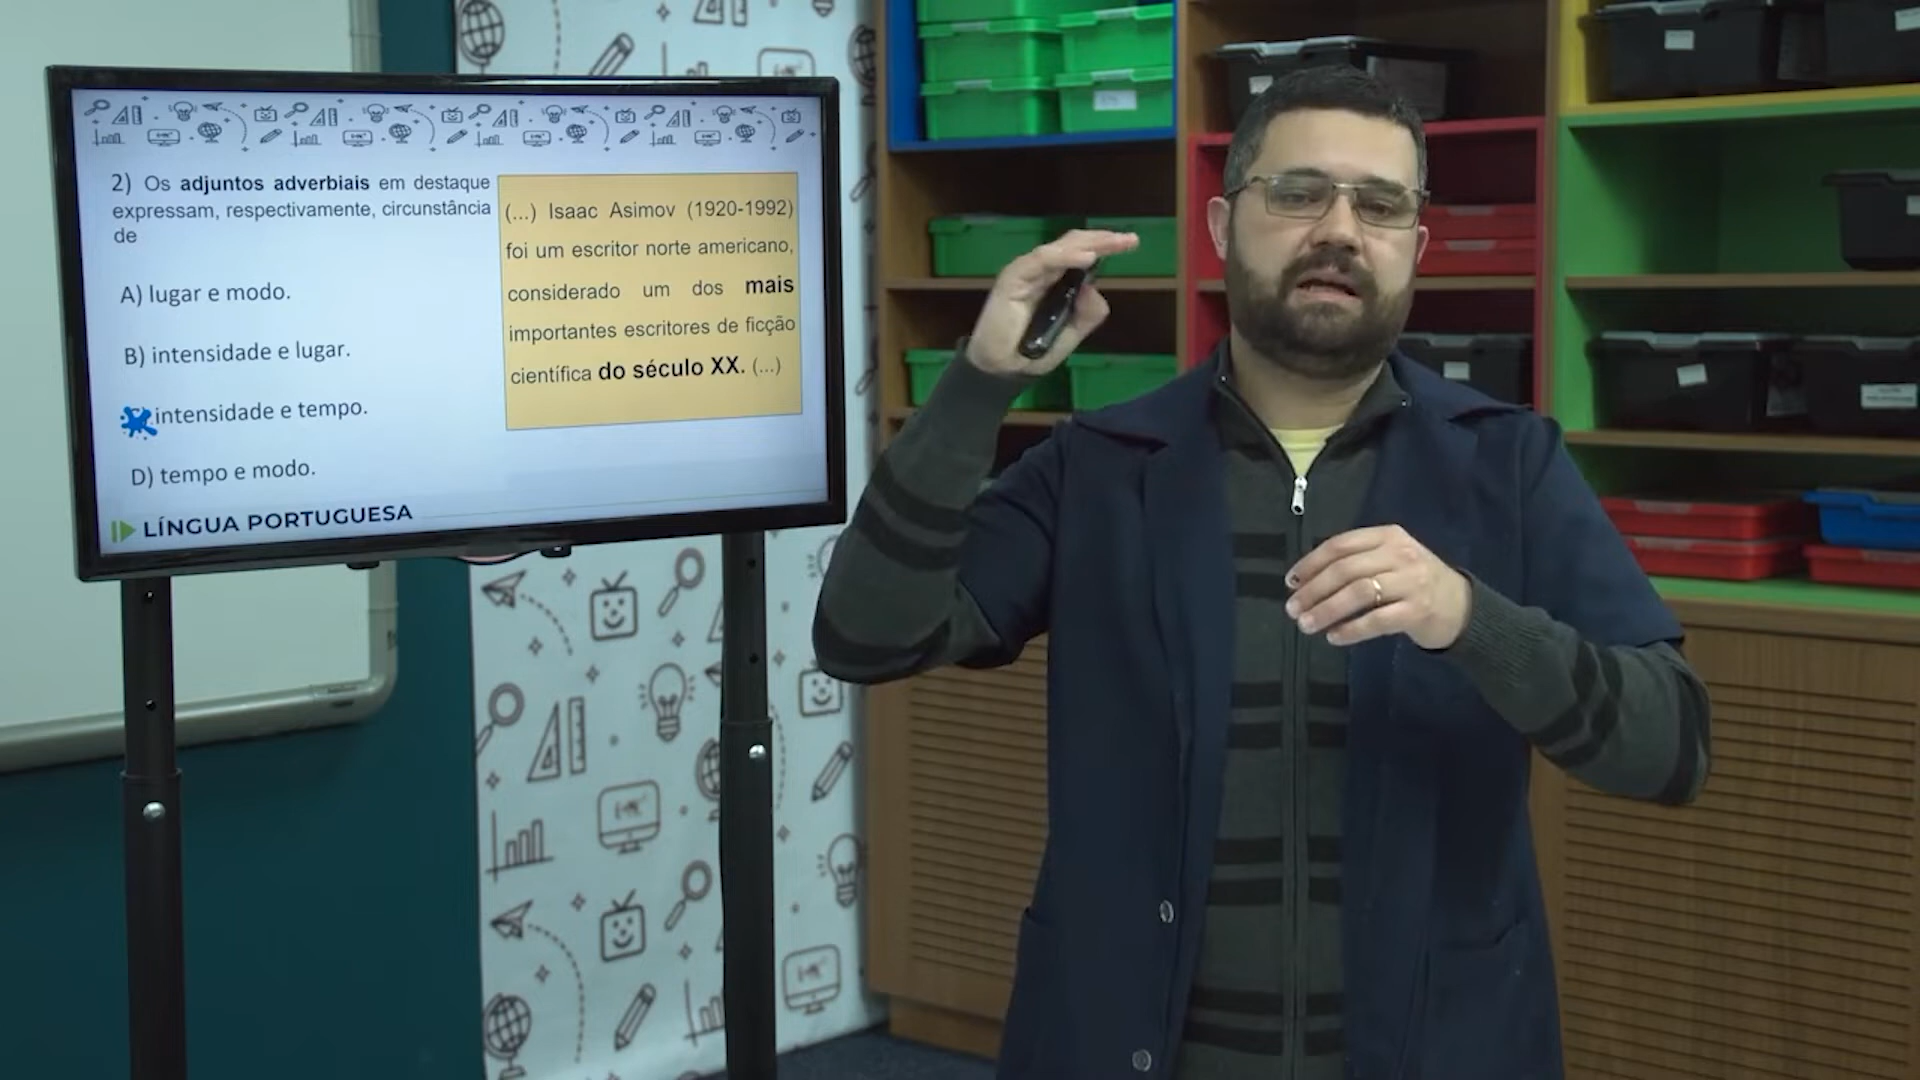 2) Os adjuntos adverbiais em destaque
expressam, respectivamente, circunstância
de
A) lugar e modo.
B) intensidade e lugar.
intensidade e tempo.
D) tempo e modo.
LÍNGUA PORTUGUESA
(...) Isaac Asimov (1920-1992)
foi um escritor norte americano,
considerado um dos mais
importantes escritores de ficção
científica do século XX. (...)